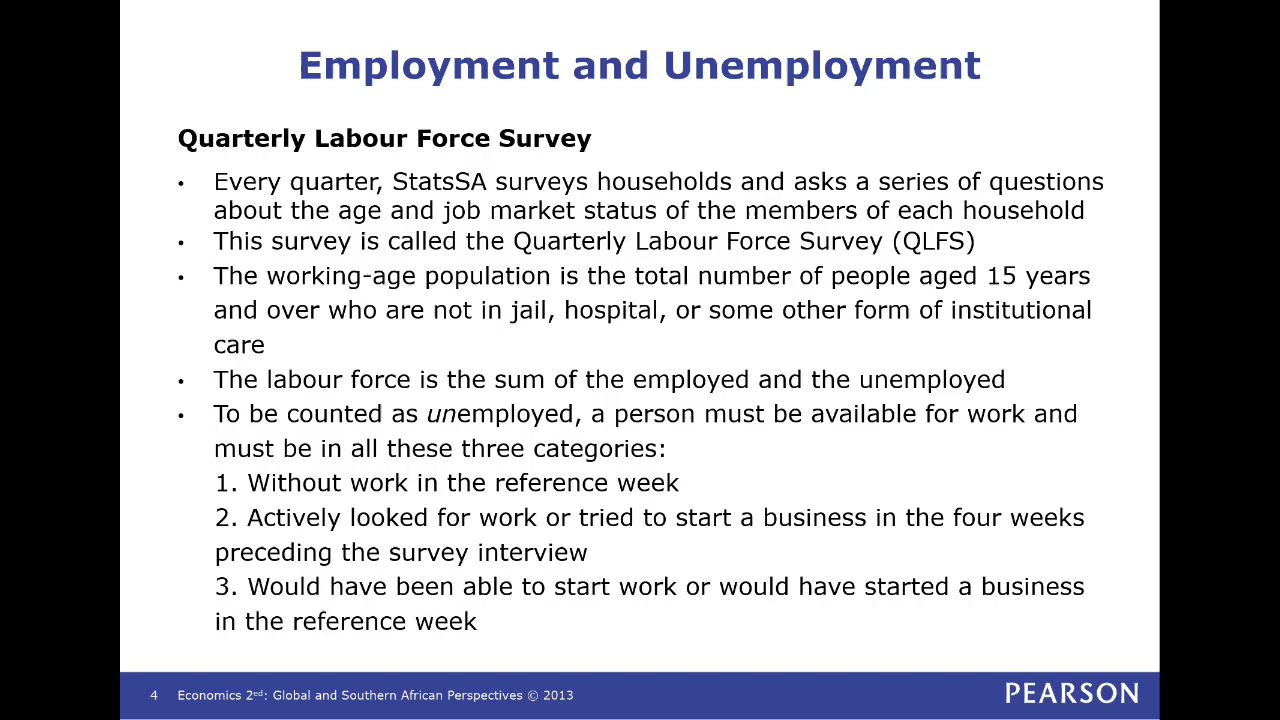 Employment and Unemployment
Quarterly Labour Force Survey
• Every quarter, StatsSA surveys households and asks a series of questions
about the age and job market status of the members of each household
• This survey is called the Quarterly Labour Force Survey (QLFS)
• The working-age population is the total number of people aged 15 years
and over who are not in jail, hospital, or some other form of institutional
care
• The labour force is the sum of the employed and the unemployed
• To be counted as unemployed, a person must be available for work and
must be in all these three categories:
1. Without work in the reference week
2. Actively looked for work or tried to start a business in the four weeks
preceding the survey interview
3. Would have been able to start work or would have started a business
in the reference week
4 Economics 2ed: Global and Southern African Perspectives © 2013
PEARSON